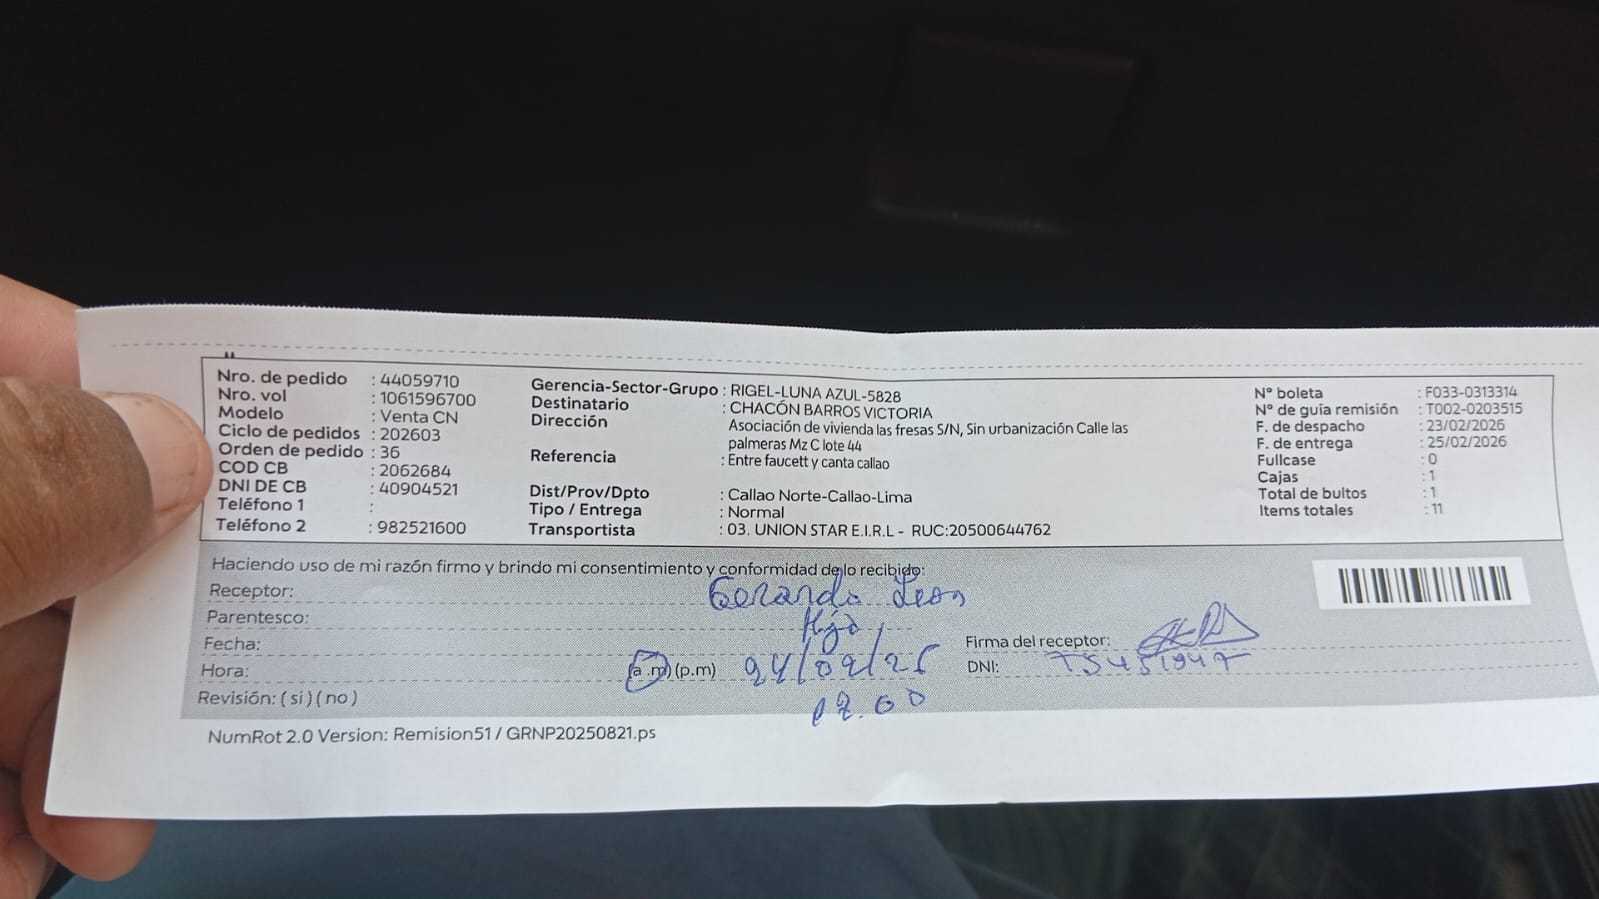 Nro. de pedido : 44059710
Nro. vol : 1061596700
Modelo : Venta CN
Ciclo de pedidos : 202603
Orden de pedido : 36
COD CB : 2062684
DNI DE CB : 40904521
Teléfono 1 :
Teléfono 2 : 982521600
Gerencia-Sector-Grupo : RIGEL-LUNA AZUL-5828
Destinatario : CHACÓN BARROS VICTORIA
Dirección Asociación de vivienda las fresas S/N, Sin urbanización Calle las
palmeras Mz C lote 44
Referencia : Entre faucett y canta callao
Dist/Prov/Dpto : Callao Norte-Callao-Lima
Tipo / Entrega : Normal
Transportista : 03. UNION STAR E.I.R.L - RUC:20500644762
N° boleta : F033-0313314
N° de guía remisión : T002-0203515
F. de despacho : 23/02/2026
F. de entrega : 25/02/2026
Fullcase : 0
Cajas : 1
Total de bultos : 1
Items totales : 11
Haciendo uso de mi razón firmo y brindo mi consentimiento y conformidad de lo recibido:
Receptor: Gerardo Leon
Parentesco: Hijo
Fecha:
Firma del receptor:
Hora: (a.m) (p.m)
DNI:
Revisión: ( si ) ( no )
NumRot 2.0 Version: Remision51 / GRNP20250821.ps